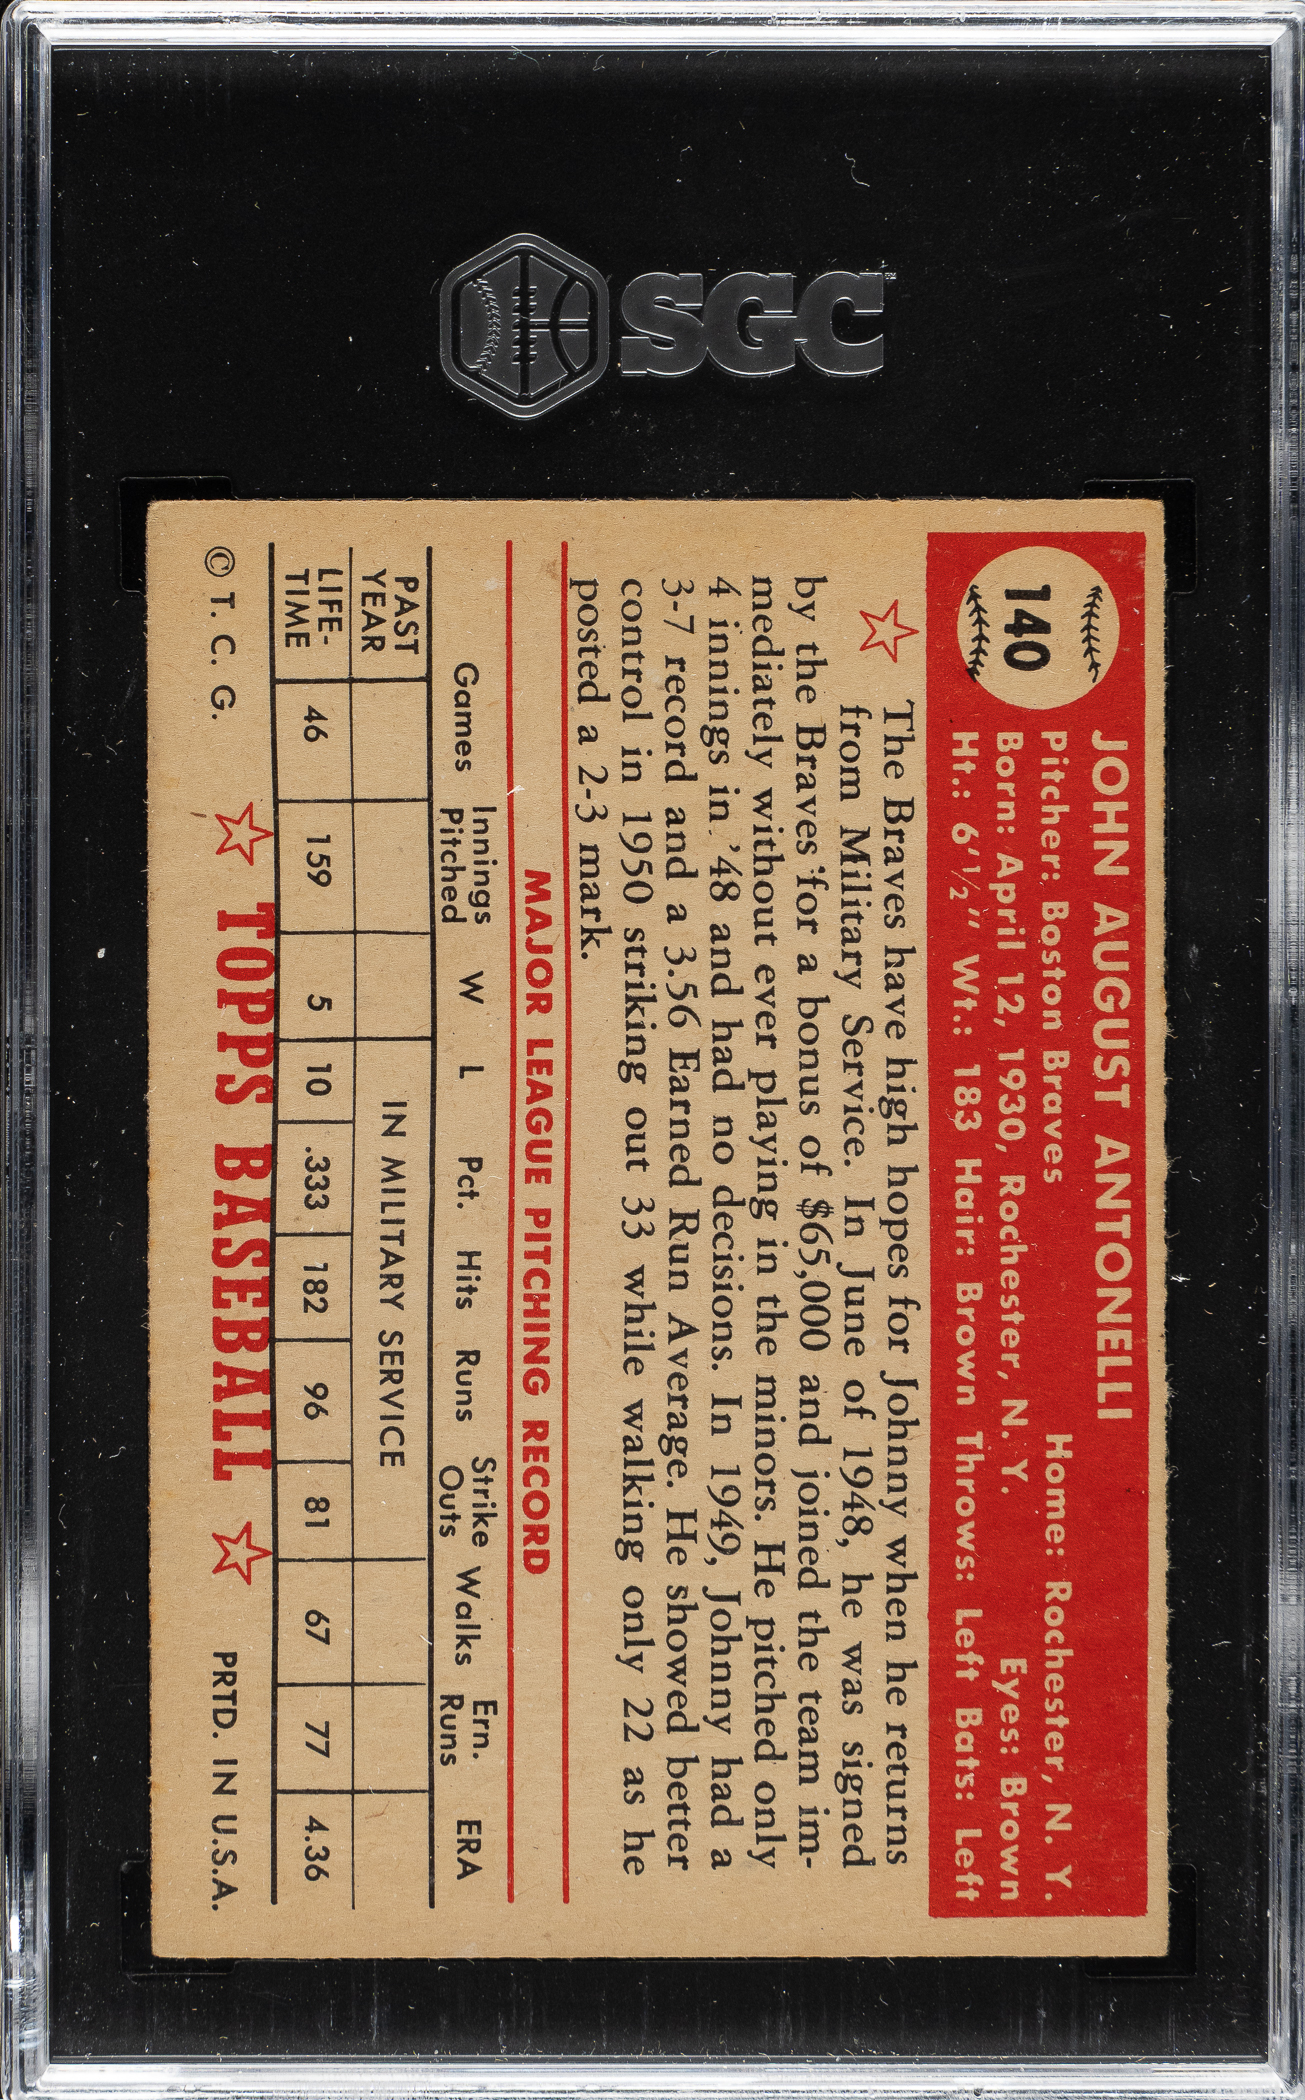 SGC
140
JOHN AUGUST ANTONELLI
Pitcher: Boston Braves Home: Rochester, N. Y.
Born: April 12, 1930, Rochester, N. Y. Eyes: Brown
Ht.: 6'½" Wt.: 183 Hair: Brown Throws: Left Bats: Left
The Braves have high hopes for Johnny when he returns
from Military Service. In June of 1948, he was signed
by the Braves for a bonus of $65,000 and joined the team im-
mediately without ever playing in the minors. He pitched only
4 innings in '48 and had no decisions. In 1949, Johnny had a
3-7 record and a 3.56 Earned Run Average. He showed better
control in 1950 striking out 33 while walking only 22 as he
posted a 2-3 mark.
MAJOR LEAGUE PITCHING RECORD
Games Innings Pitched W L Pct. Hits Runs Strike Outs Walks Ern. Runs ERA
PAST YEAR IN MILITARY SERVICE
LIFE-TIME 46 159 5 10 .333 182 96 81 67 77 4.36
© T. C. G. TOPPS BASEBALL PRTD. IN U.S.A.